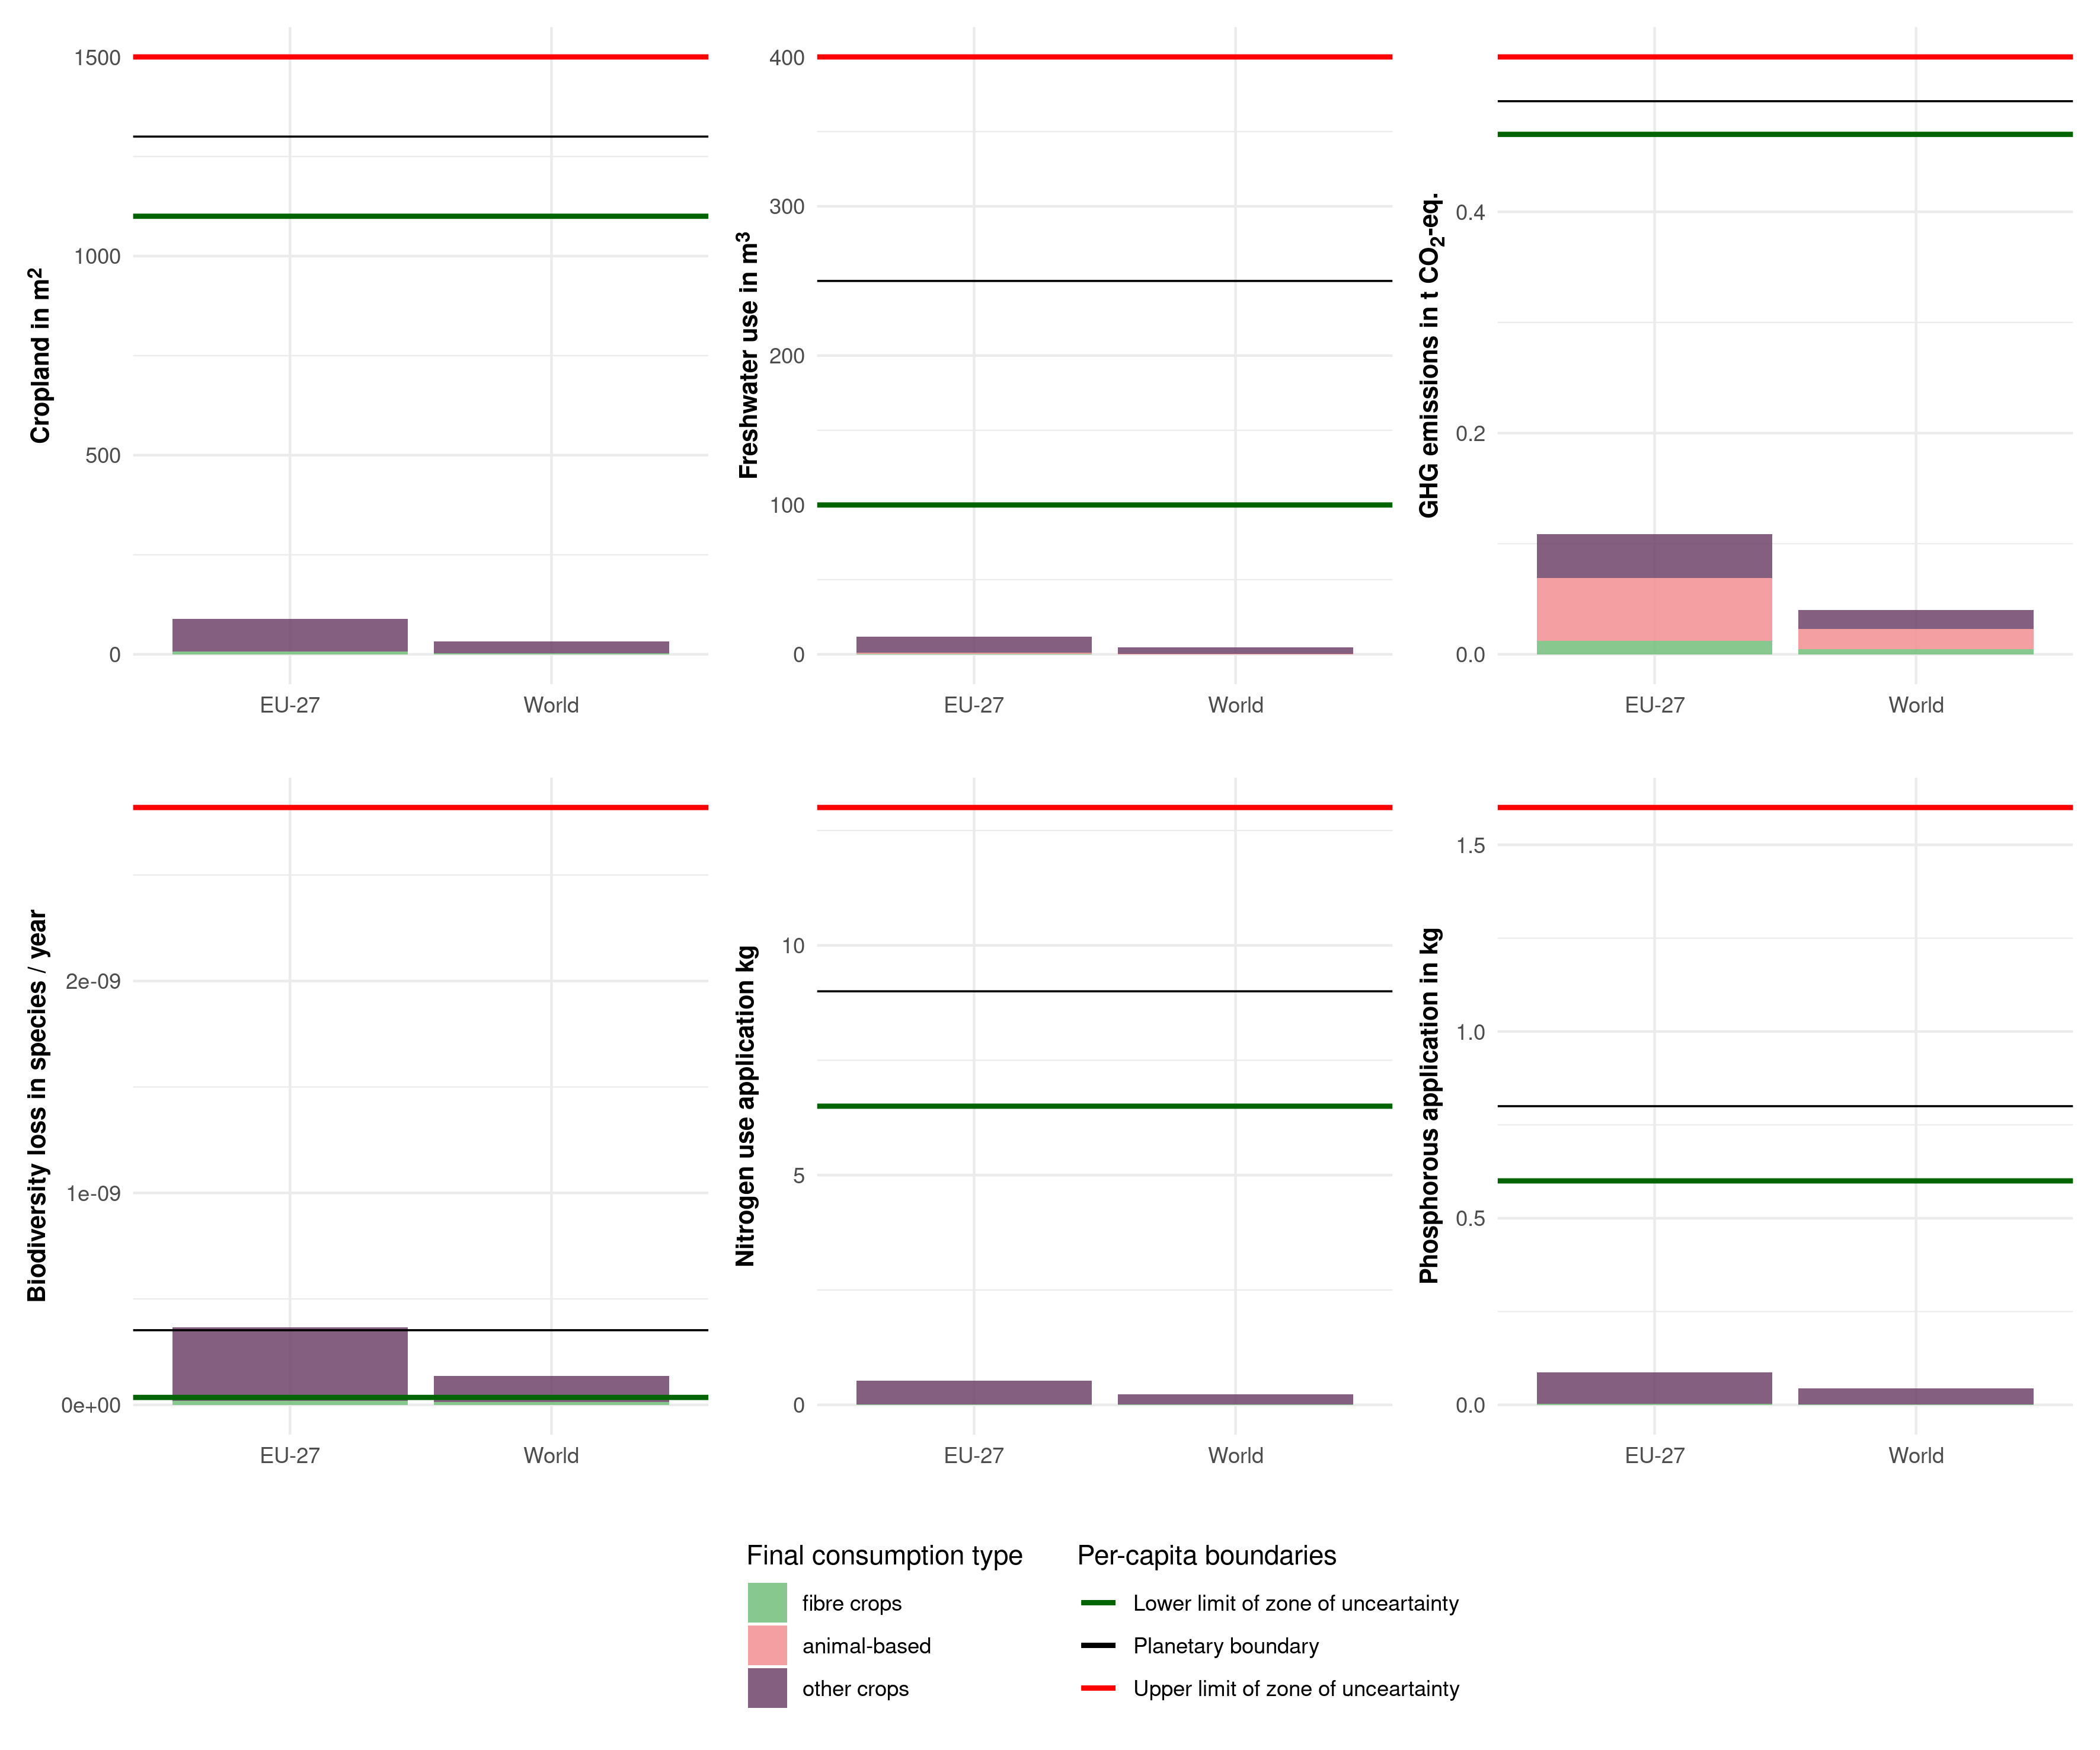 Cropland in m²
1500
1000
500
0
EU-27
World
Freshwater use in m³
400
300
200
100
0
EU-27
World
GHG emissions in t CO₂-eq.
0.4
0.2
0.0
EU-27
World
Biodiversity loss in species / year
2e-09
1e-09
0e+00
EU-27
World
Nitrogen use application kg
10
5
0
EU-27
World
Phosphorous application in kg
1.5
1.0
0.5
0.0
EU-27
World
Final consumption type
fibre crops
animal-based
other crops
Per-capita boundaries
Lower limit of zone of unceartainty
Planetary boundary
Upper limit of zone of unceartainty